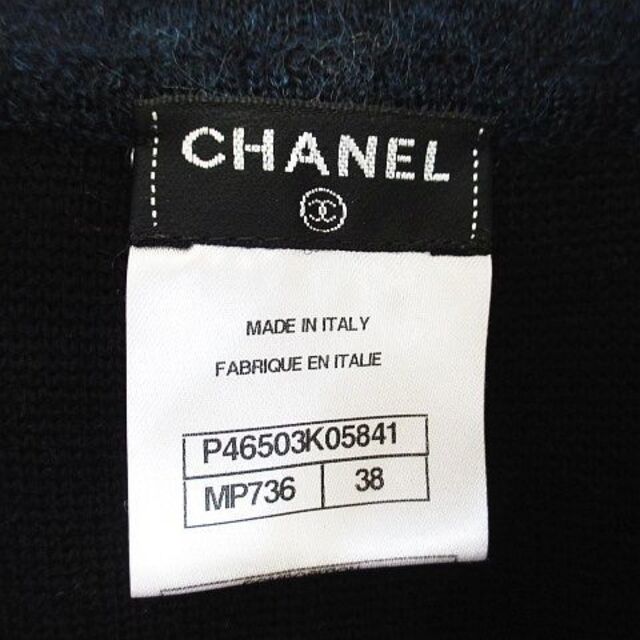 CHANEL
MADE IN ITALY
FABRIQUE EN ITALIE
P46503K05841
MP736 38